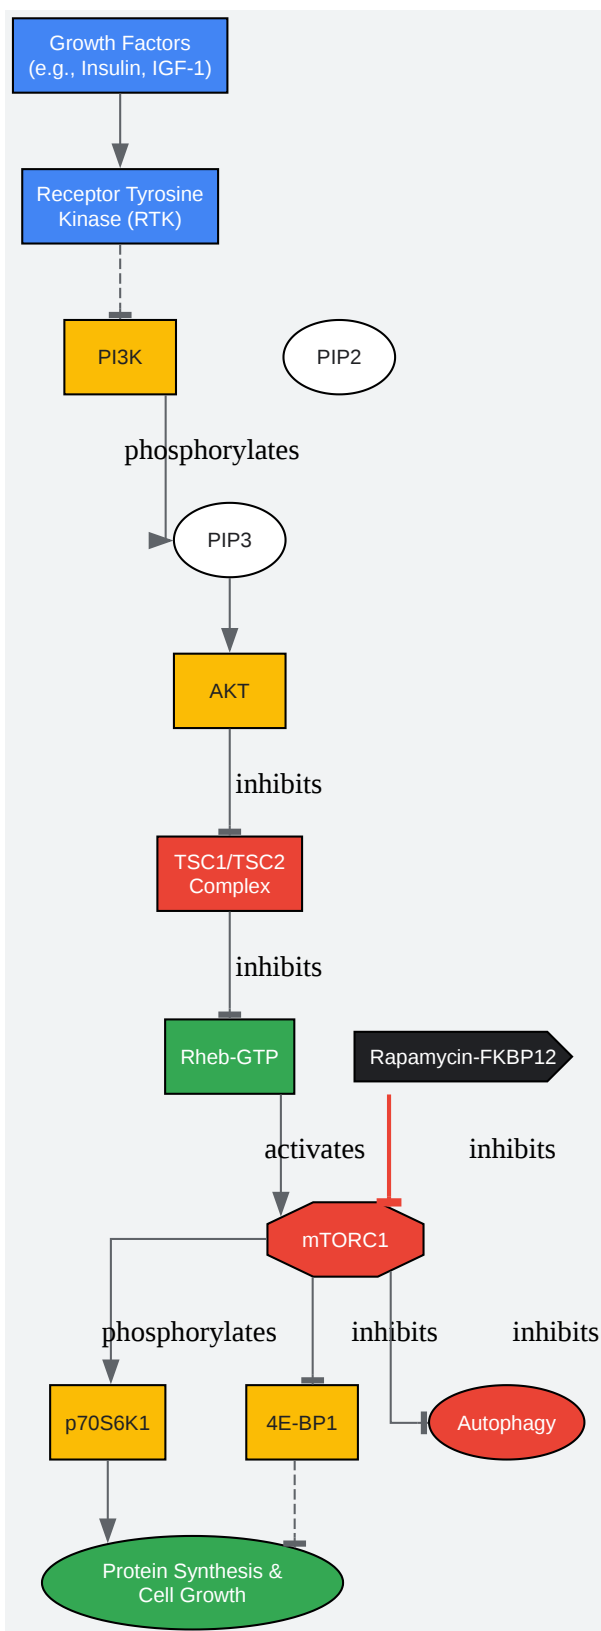 Growth Factors
(e.g., Insulin, IGF-1)
Receptor Tyrosine
Kinase (RTK)
PI3K
PIP2
phosphorylates
PIP3
AKT
inhibits
TSC1/TSC2
Complex
inhibits
Rheb-GTP
Rapamycin-FKBP12
activates
inhibits
mTORC1
phosphorylates
inhibits
inhibits
p70S6K1
4E-BP1
Autophagy
Protein Synthesis &
Cell Growth